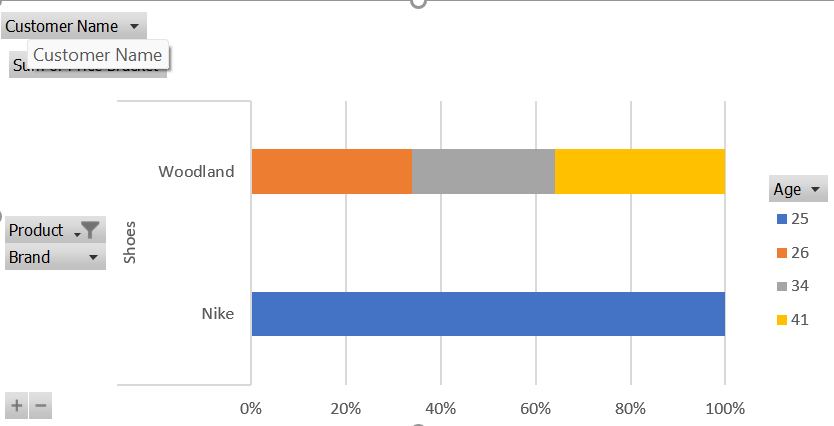 Customer Name
Customer Name
Product
Brand
Shoes
Woodland
Nike
0% 20% 40% 60% 80% 100%
Age
25
26
34
41